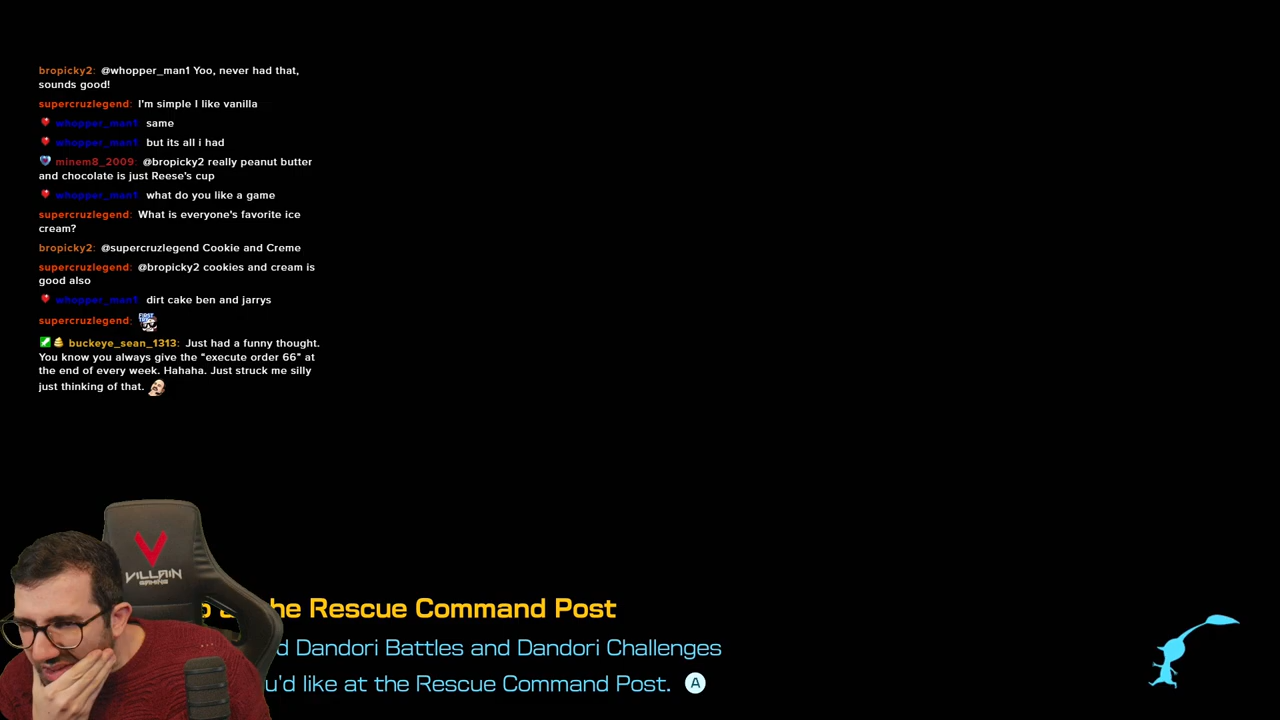 bropicky2: @whopper_man1 Yoo, never had that,
sounds good!
supercruzlegend: I'm simple I like vanilla
whopper_man1 same
whopper_man1 but its all i had
minem8_2009: @bropicky2 really peanut butter
and chocolate is just Reese's cup
whopper_man1 what do you like a game
supercruzlegend: What is everyone's favorite ice
cream?
bropicky2: @supercruzlegend Cookie and Creme
supercruzlegend: @bropicky2 cookies and cream is
good also
whopper_man1 dirt cake ben and jarrys
supercruzlegend:
buckeye_sean_1313: Just had a funny thought.
You know you always give the "execute order 66" at
the end of every week. Hahaha. Just struck me silly
just thinking of that.
VILLAIN
GAMING
he Rescue Command Post
d Dandori Battles and Dandori Challenges
u'd like at the Rescue Command Post. A